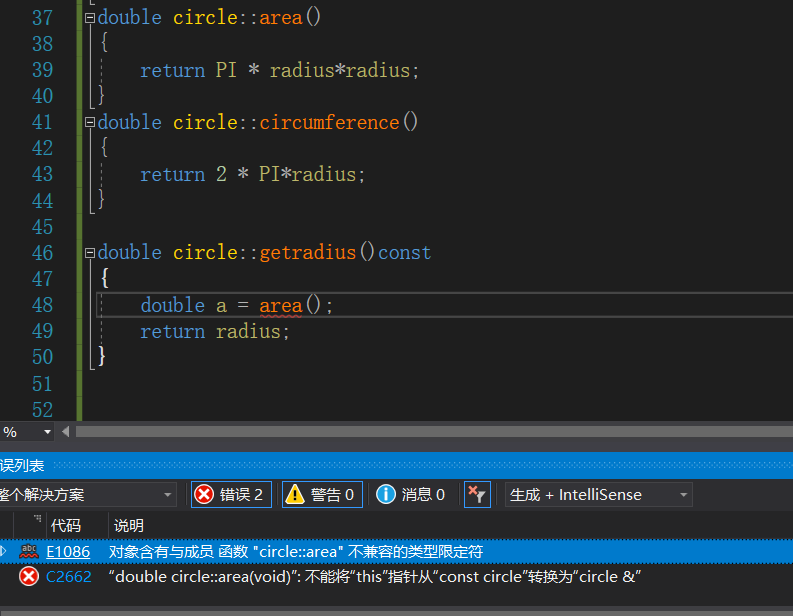 37 double circle::area()
38 {
39 return PI * radius*radius;
40 }
41 double circle::circumference()
42 {
43 return 2 * PI*radius;
44 }
45
46 double circle::getradius()const
47 {
48 double a = area();
49 return radius;
50 }
51
52
%
误列表
整个解决方案 错误 2 警告 0 消息 0 生成 + IntelliSense
代码 说明
abc E1086 对象含有与成员 函数 "circle::area" 不兼容的类型限定符
C2662 “double circle::area(void)”: 不能将“this”指针从“const circle”转换为“circle &”